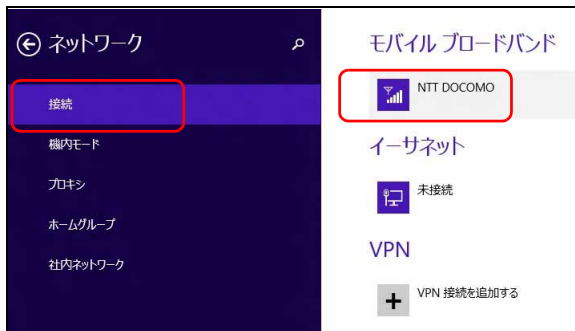 ネットワーク
接続
機内モード
プロキシ
ホームグループ
社内ネットワーク
モバイル ブロードバンド
NTT DOCOMO
イーサネット
未接続
VPN
VPN 接続を追加する